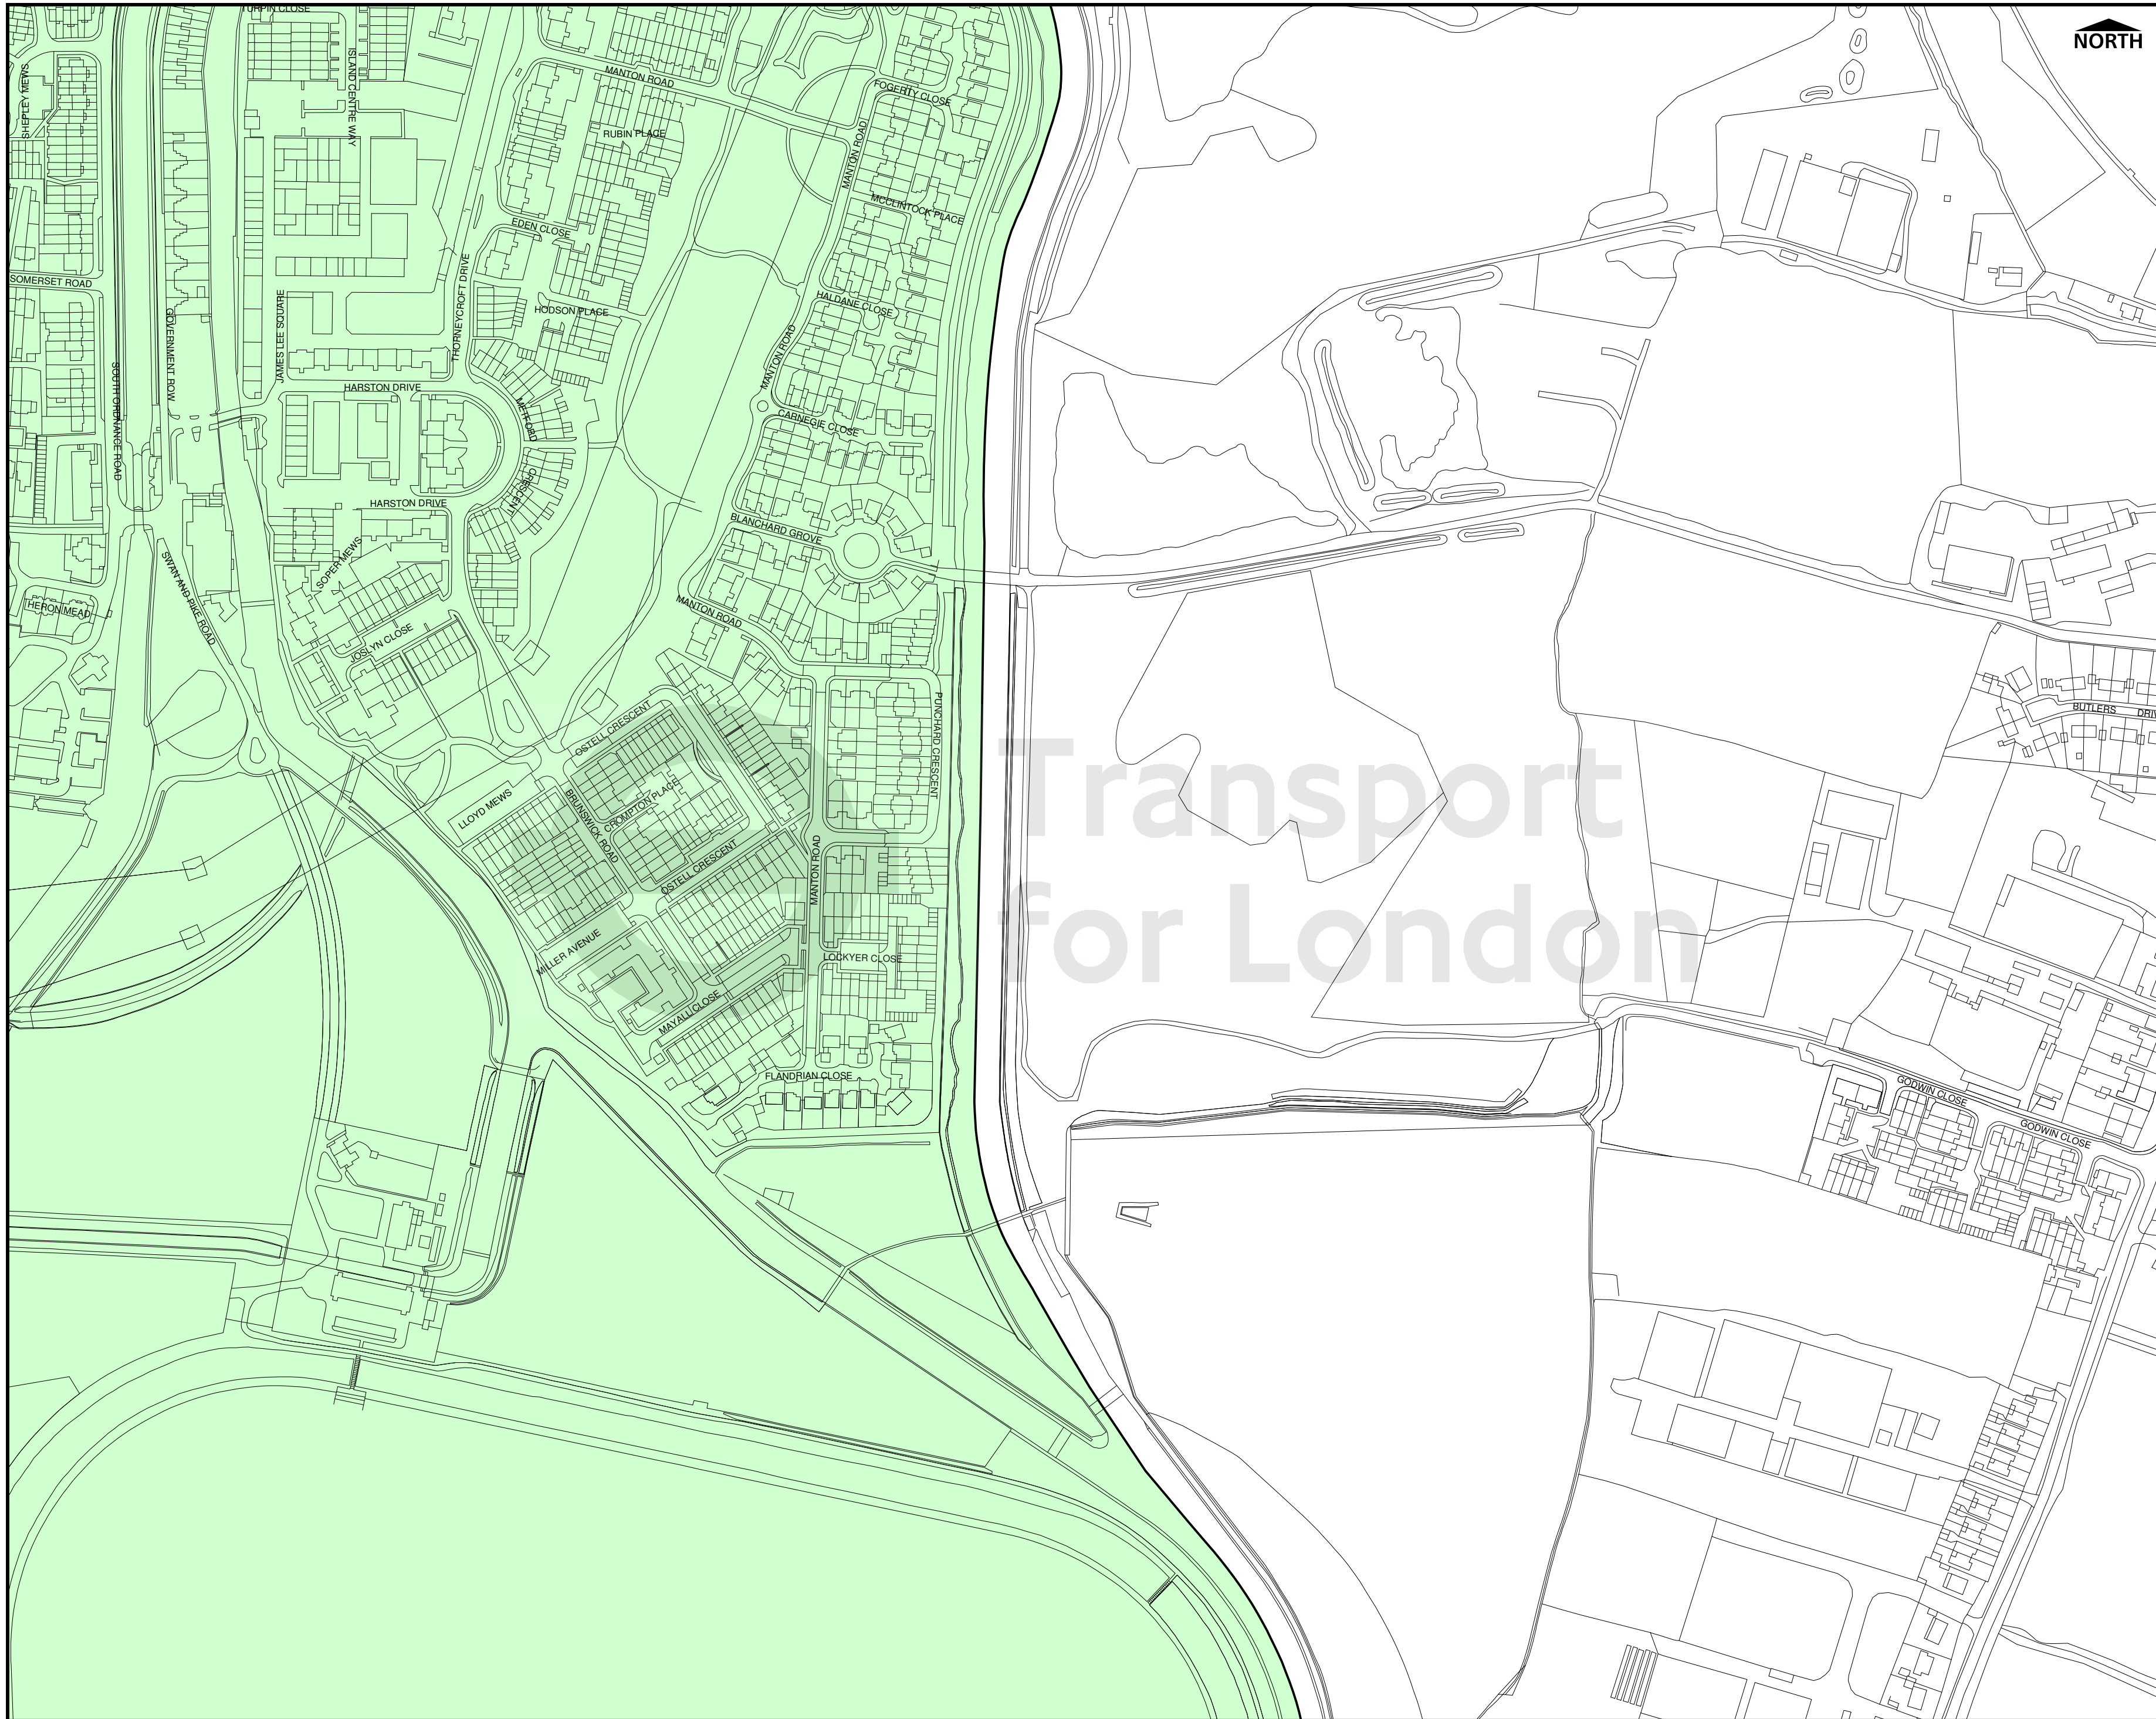 TURPIN CLOSE
NORTH
SHEPLEY MEWS
ISLAND CENTRE WAY
MANTON ROAD
FOGERTY CLOSE
RUBIN PLACE
MANTON ROAD
MCCLINTOCK PLACE
EDEN CLOSE
SOMERSET ROAD
GOVERNMENT ROW
JAMES LEE SQUARE
THORNEYCROFT DRIVE
HODSON PLACE
HALDANE CLOSE
MANTON ROAD
SOUTH ORDNANCE ROAD
HARSTON DRIVE
METFORD
CRESCENT
CARNEGIE CLOSE
HARSTON DRIVE
BLANCHARD GROVE
SOPER MEWS
SWAN AND PIKE ROAD
HERON MEAD
JOSLYN CLOSE
MANTON ROAD
PUNCHARD CRESCENT
BUTLERS DRIV
OSTELL CRESCENT
LLOYD MEWS
BRUNSWICK ROAD
CROMPTON PLACE
OSTELL CRESCENT
MANTON ROAD
Transport
for London
MILLER AVENUE
LOCKYER CLOSE
MAYALL CLOSE
FLANDRIAN CLOSE
GODWIN CLOSE
GODWIN CLOSE